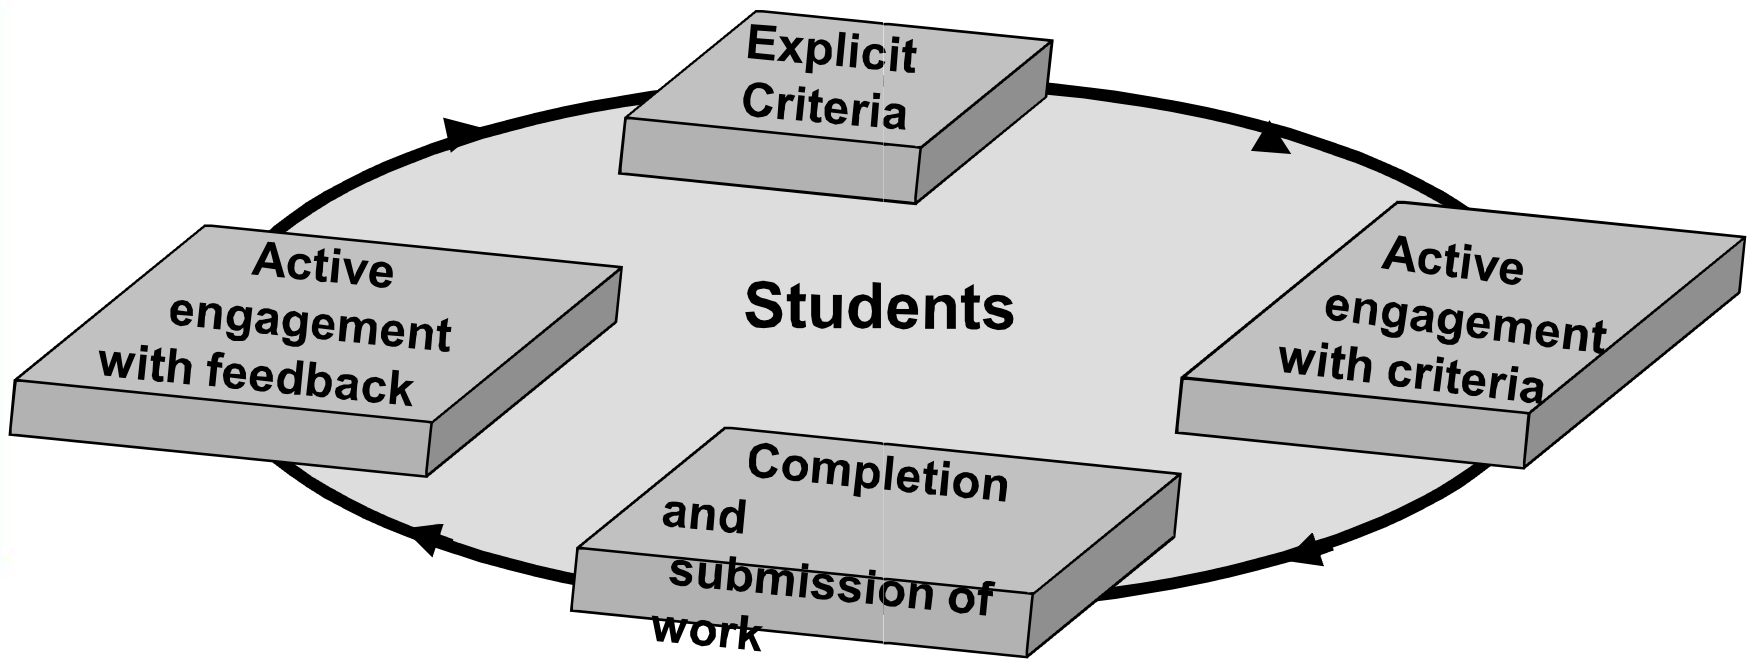 Explicit
Criteria
Active
engagement
with feedback
Students
Active
engagement
with criteria
Completion
and
submission of
work